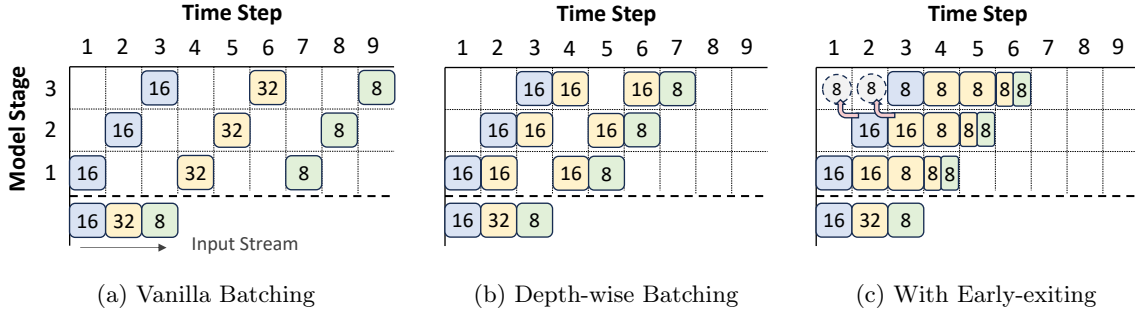 Time Step Time Step Time Step
1 2 3 4 5 6 7 8 9 1 2 3 4 5 6 7 8 9 1 2 3 4 5 6 7 8 9
Model Stage
3 16 32 8 16 16 16 8 8 8 8 8 8 8 8
2 16 32 8 16 16 16 8 16 16 8 8 8
1 16 32 8 16 16 16 8 16 16 8 8 8
16 32 8 16 32 8 16 32 8
Input Stream
(a) Vanilla Batching (b) Depth-wise Batching (c) With Early-exiting